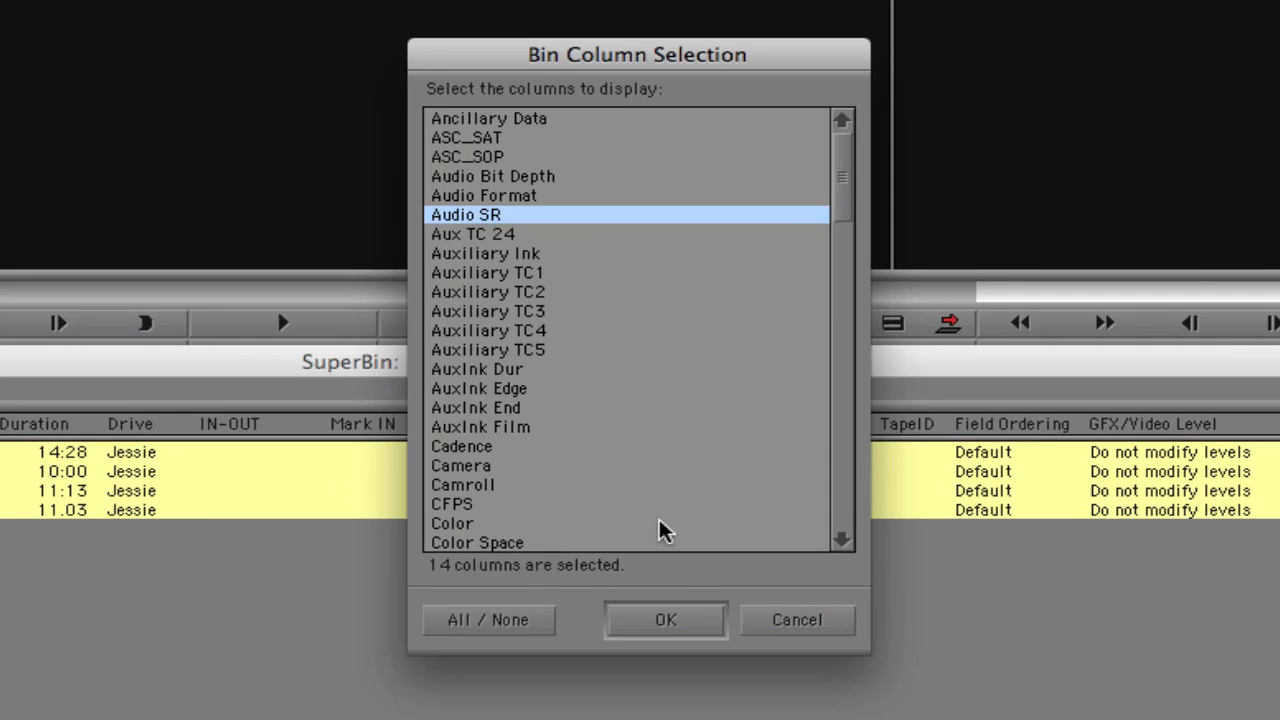 Bin Column Selection
Select the columns to display:
Ancillary Data
ASC_SAT
ASC_SOP
Audio Bit Depth
Audio Format
Audio SR
Aux TC 24
Auxiliary Ink
Auxiliary TC1
Auxiliary TC2
Auxiliary TC3
Auxiliary TC4
Auxiliary TC5
AuxInk Dur
AuxInk Edge
AuxInk End
AuxInk Film
Cadence
Camera
Camroll
CFPS
Color
Color Space
14 columns are selected.
All / None OK Cancel
SuperBin:
Duration Drive IN-OUT Mark IN TapeID Field Ordering GFX/Video Level
14:28 Jessie Default Do not modify levels
10:00 Jessie Default Do not modify levels
11:13 Jessie Default Do not modify levels
11.03 Jessie Default Do not modify levels